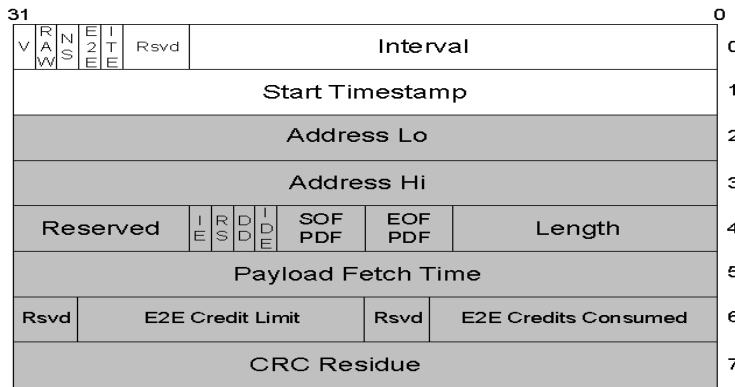 31 0
V RAW NS E2E ITE Rsvd Interval 0
Start Timestamp 1
Address Lo 2
Address Hi 3
Reserved IE RS DD IDE SOF PDF EOF PDF Length 4
Payload Fetch Time 5
Rsvd E2E Credit Limit Rsvd E2E Credits Consumed 6
CRC Residue 7